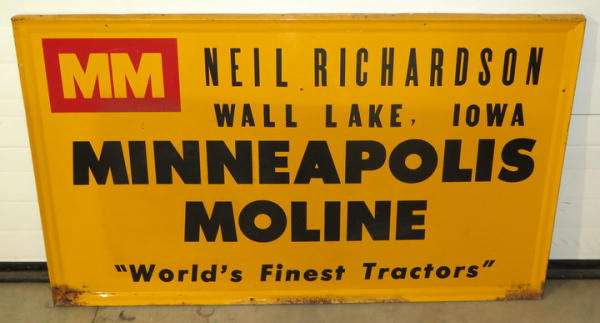 MM
NEIL RICHARDSON
WALL LAKE, IOWA
MINNEAPOLIS
MOLINE
"World's Finest Tractors"